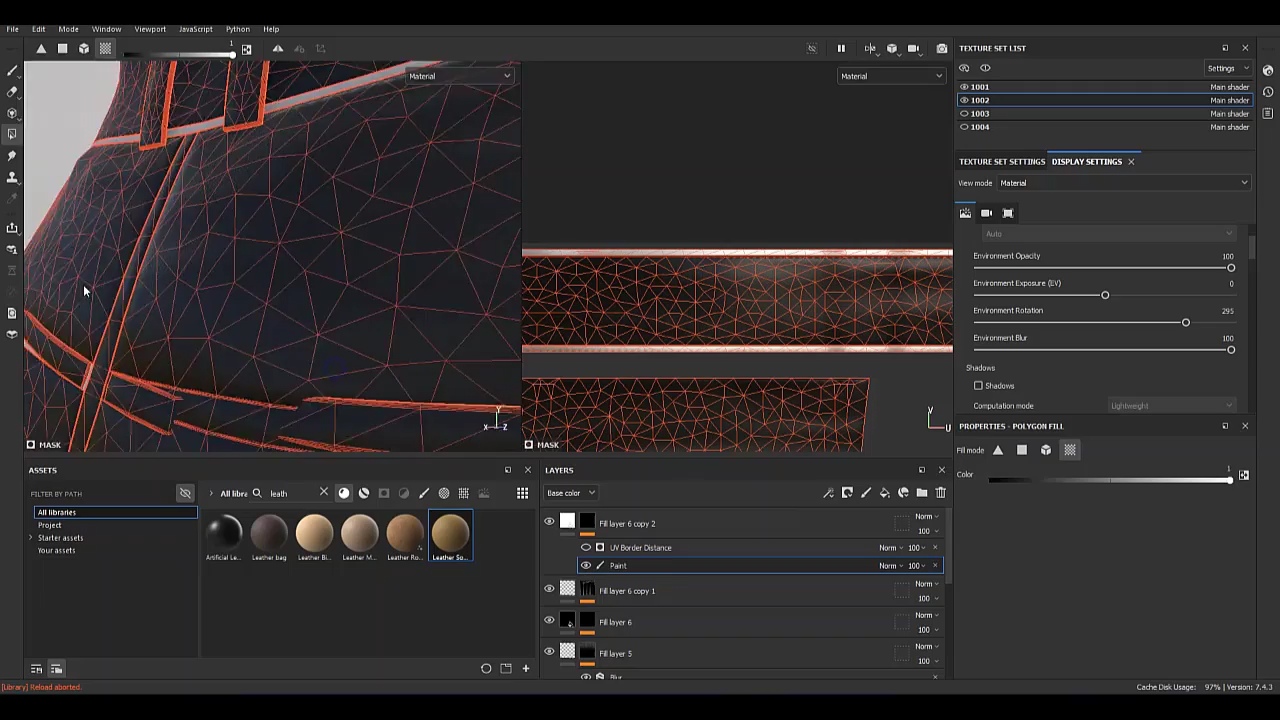 File Edit Mode Window Viewport JavaScript Python Help
1
Material
Material
Y
X Z
V
U
MASK
MASK
TEXTURE SET LIST
Settings
1001 Main shader
1002 Main shader
1003 Main shader
1004 Main shader
TEXTURE SET SETTINGS DISPLAY SETTINGS
View mode Material
Auto
Environment Opacity 100
Environment Exposure (EV) 0
Environment Rotation 295
Environment Blur 100
Shadows
Shadows
Computation mode Lightweight
PROPERTIES - POLYGON FILL
Fill mode
Color 1
ASSETS
FILTER BY PATH
All libraries
Project
Starter assets
Your assets
All libra leath
Artificial Le... Leather bag Leather Bi... Leather M... Leather Ro... Leather So...
LAYERS
Base color
Fill layer 6 copy 2 Norm 100
UV Border Distance Norm 100
Paint Norm 100
Fill layer 6 copy 1 Norm 100
Fill layer 6 Norm 100
Fill layer 5 Norm 100
Blur
[Library] Reload aborted.
Cache Disk Usage: 97% | Version: 7.4.3